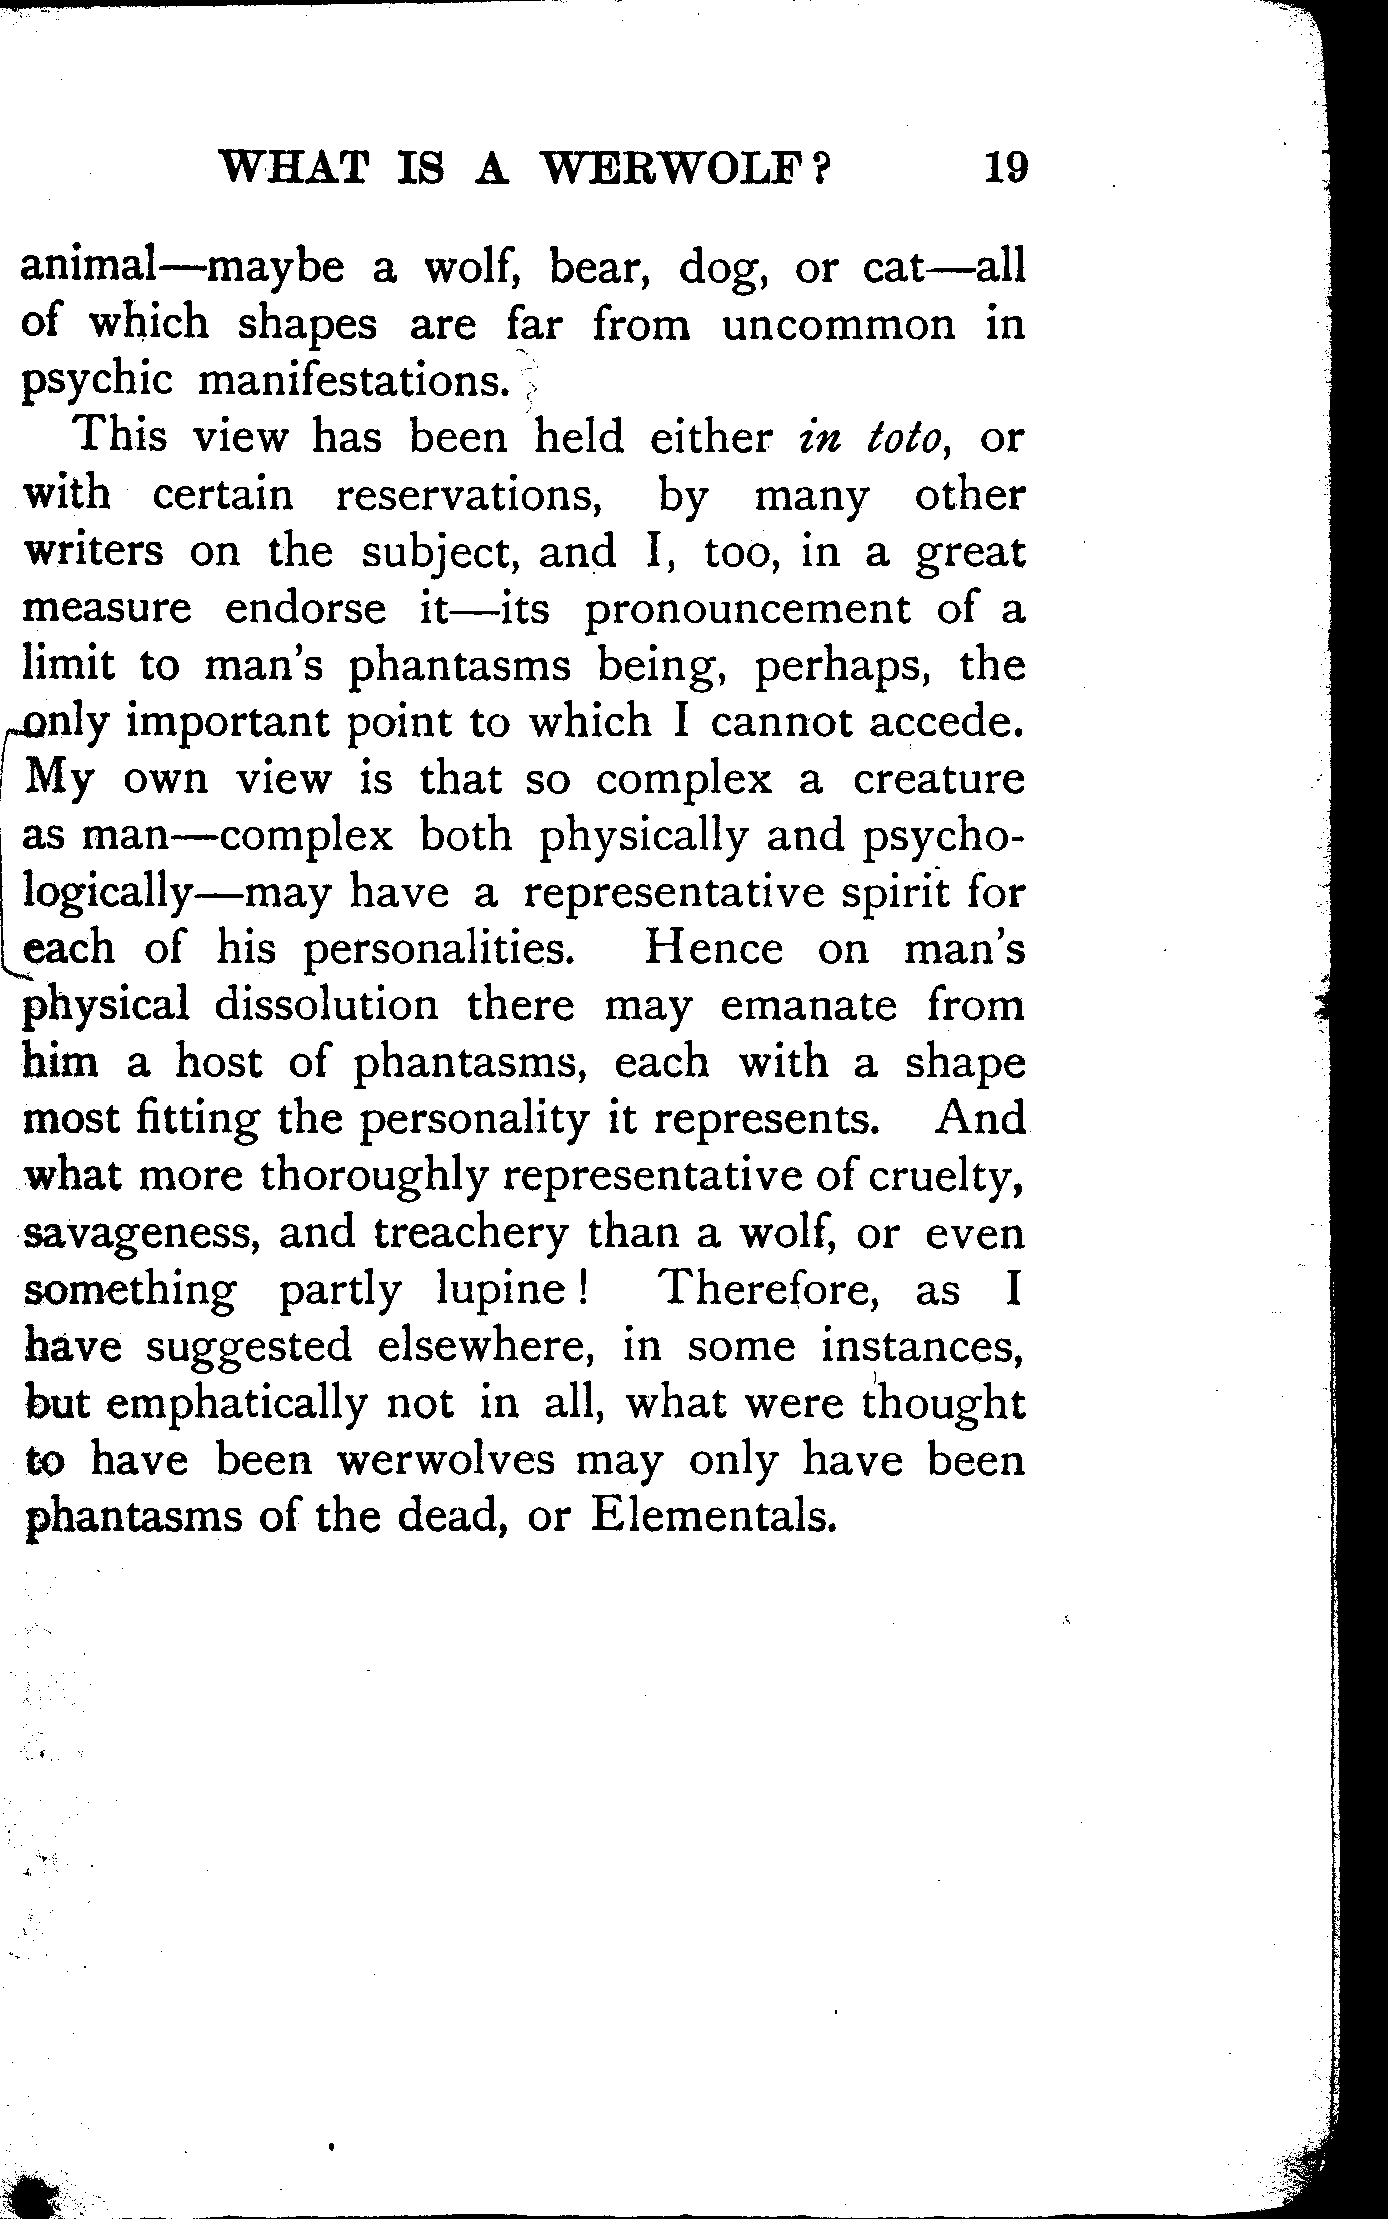 WHAT IS A WERWOLF? 19
animal—maybe a wolf, bear, dog, or cat—all
of which shapes are far from uncommon in
psychic manifestations.
This view has been held either in toto, or
with certain reservations, by many other
writers on the subject, and I, too, in a great
measure endorse it—its pronouncement of a
limit to man's phantasms being, perhaps, the
only important point to which I cannot accede.
My own view is that so complex a creature
as man—complex both physically and psycho-
logically—may have a representative spirit for
each of his personalities. Hence on man's
physical dissolution there may emanate from
him a host of phantasms, each with a shape
most fitting the personality it represents. And
what more thoroughly representative of cruelty,
savageness, and treachery than a wolf, or even
something partly lupine! Therefore, as I
have suggested elsewhere, in some instances,
but emphatically not in all, what were thought
to have been werwolves may only have been
phantasms of the dead, or Elementals.